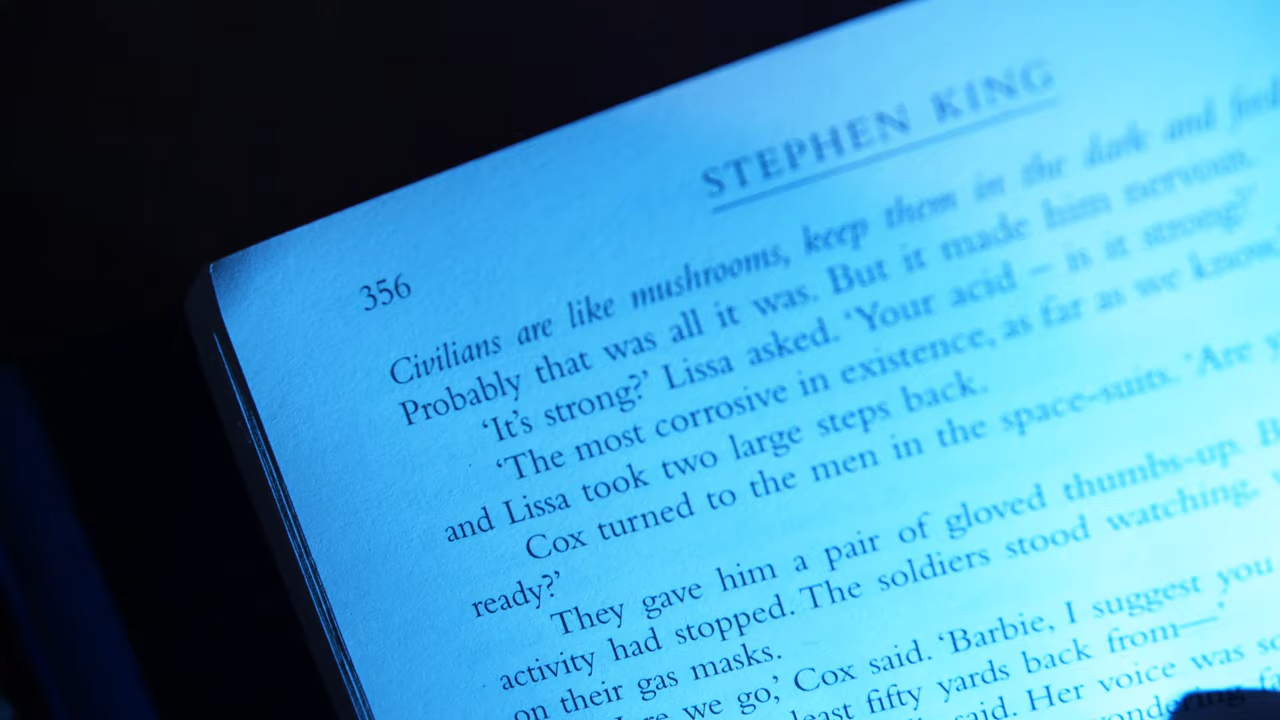 STEPHEN KING
356
Civilians are like mushrooms, keep them in the dark and feed
Probably that was all it was. But it made him nervous.
‘It’s strong?’ Lissa asked. ‘Your acid – is it strong?’
‘The most corrosive in existence, as far as we know,
and Lissa took two large steps back.
Cox turned to the men in the space-suits. ‘Are
ready?’
They gave him a pair of gloved thumbs-up.
activity had stopped. The soldiers stood watching,
on their gas masks.
we go,’ Cox said. ‘Barbie, I suggest you
least fifty yards back from—’
said. Her voice was